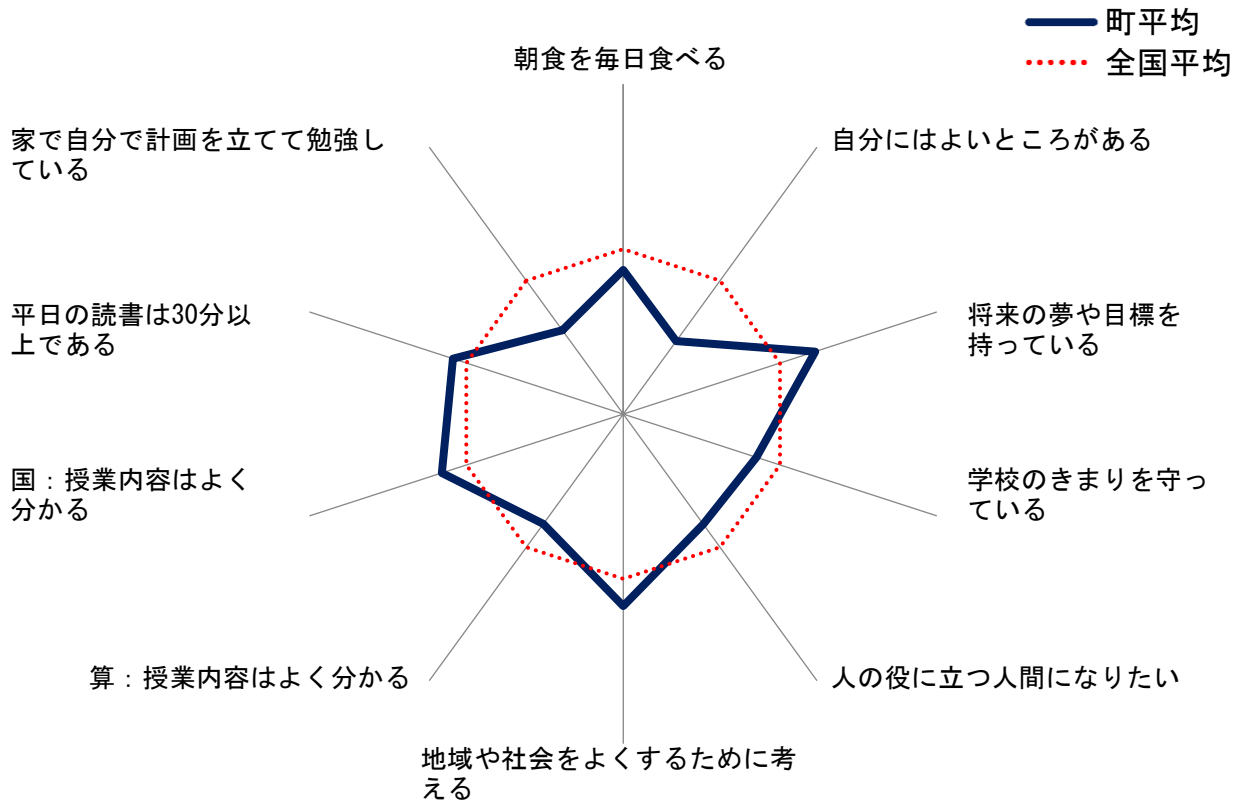 町平均
全国平均
朝食を毎日食べる
自分にはよいところがある
将来の夢や目標を
持っている
学校のきまりを守っ
ている
人の役に立つ人間になりたい
地域や社会をよくするために考
える
算：授業内容はよく分かる
国：授業内容はよく
分かる
平日の読書は30分以
上である
家で自分で計画を立てて勉強し
ている